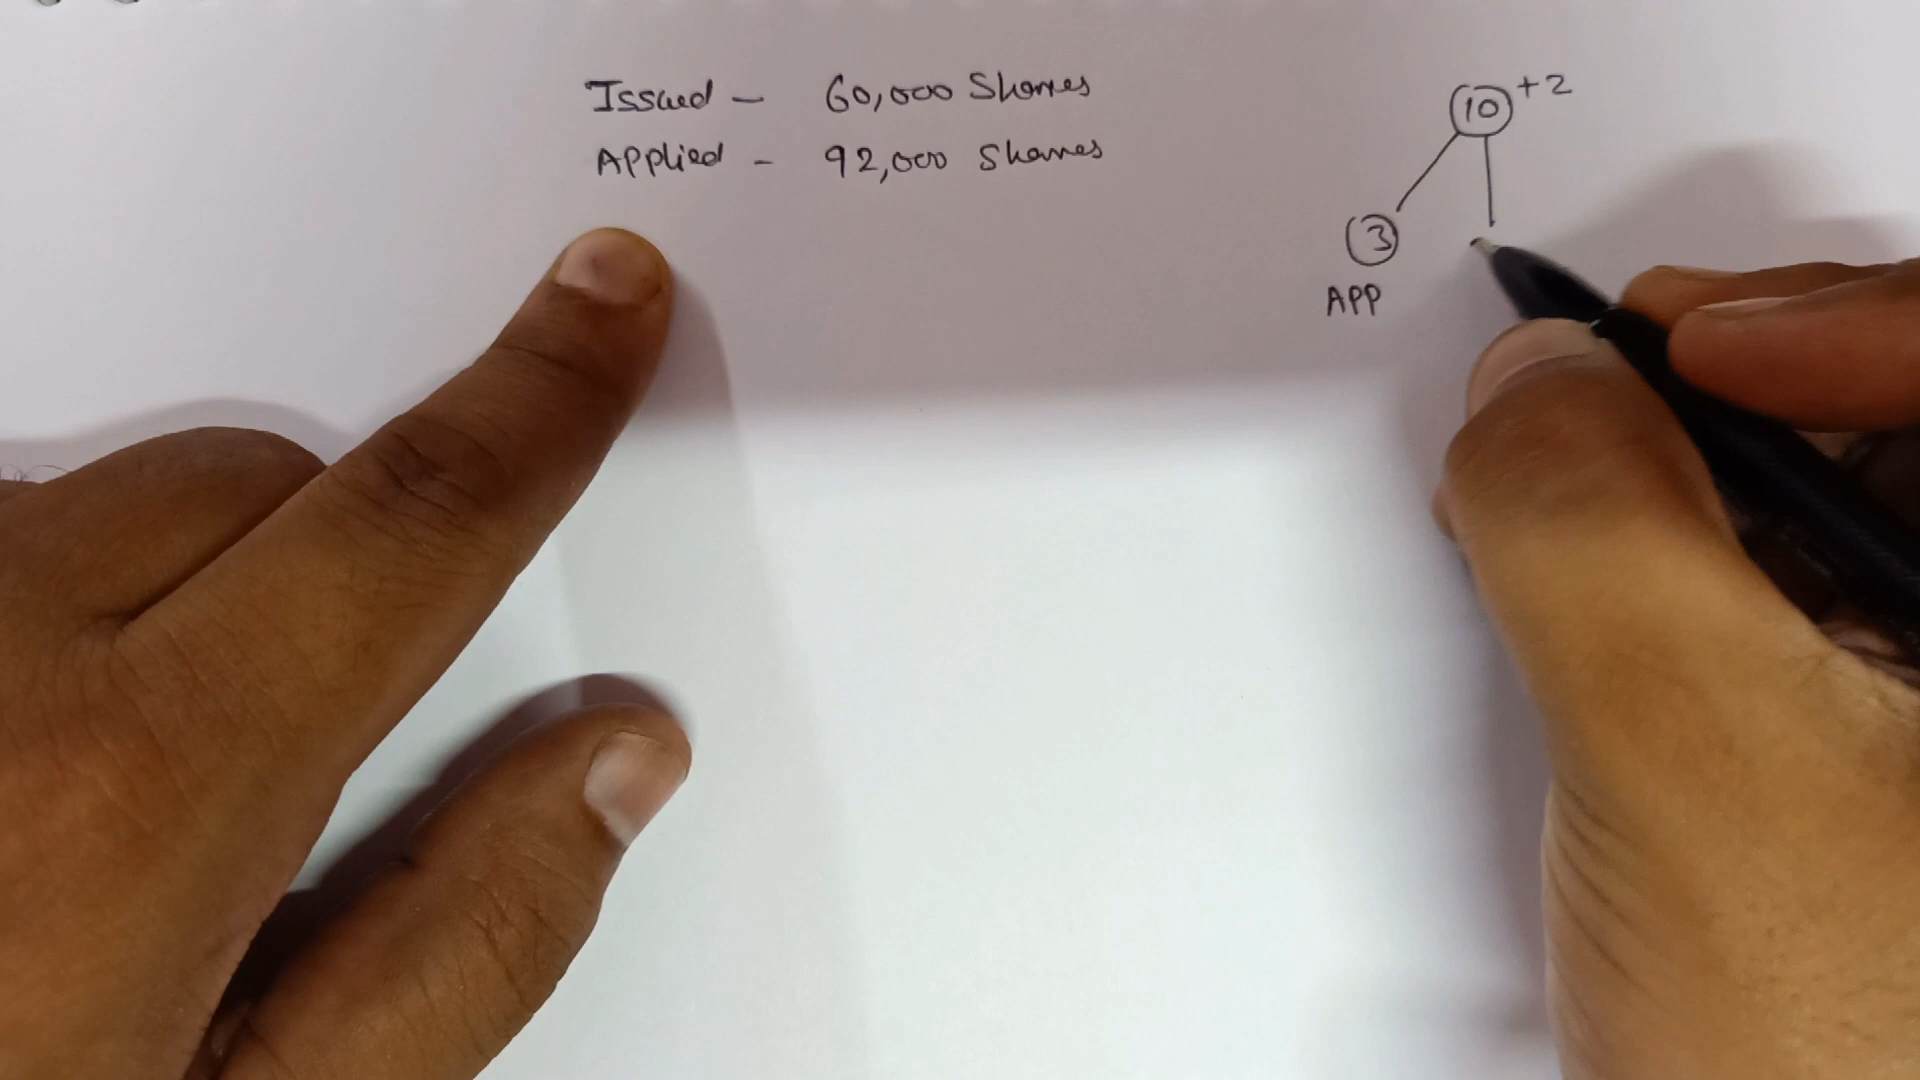 Issued - 60,000 Shares
Applied - 92,000 Shares
10 +2
3
APP